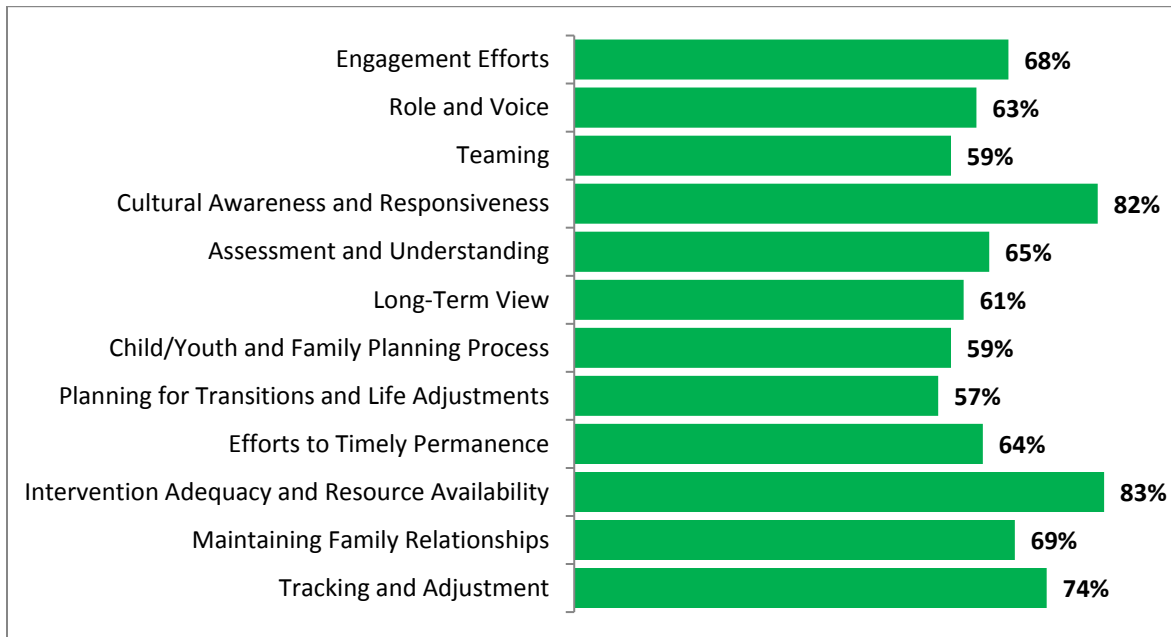 Engagement Efforts 68%
Role and Voice 63%
Teaming 59%
Cultural Awareness and Responsiveness 82%
Assessment and Understanding 65%
Long-Term View 61%
Child/Youth and Family Planning Process 59%
Planning for Transitions and Life Adjustments 57%
Efforts to Timely Permanence 64%
Intervention Adequacy and Resource Availability 83%
Maintaining Family Relationships 69%
Tracking and Adjustment 74%